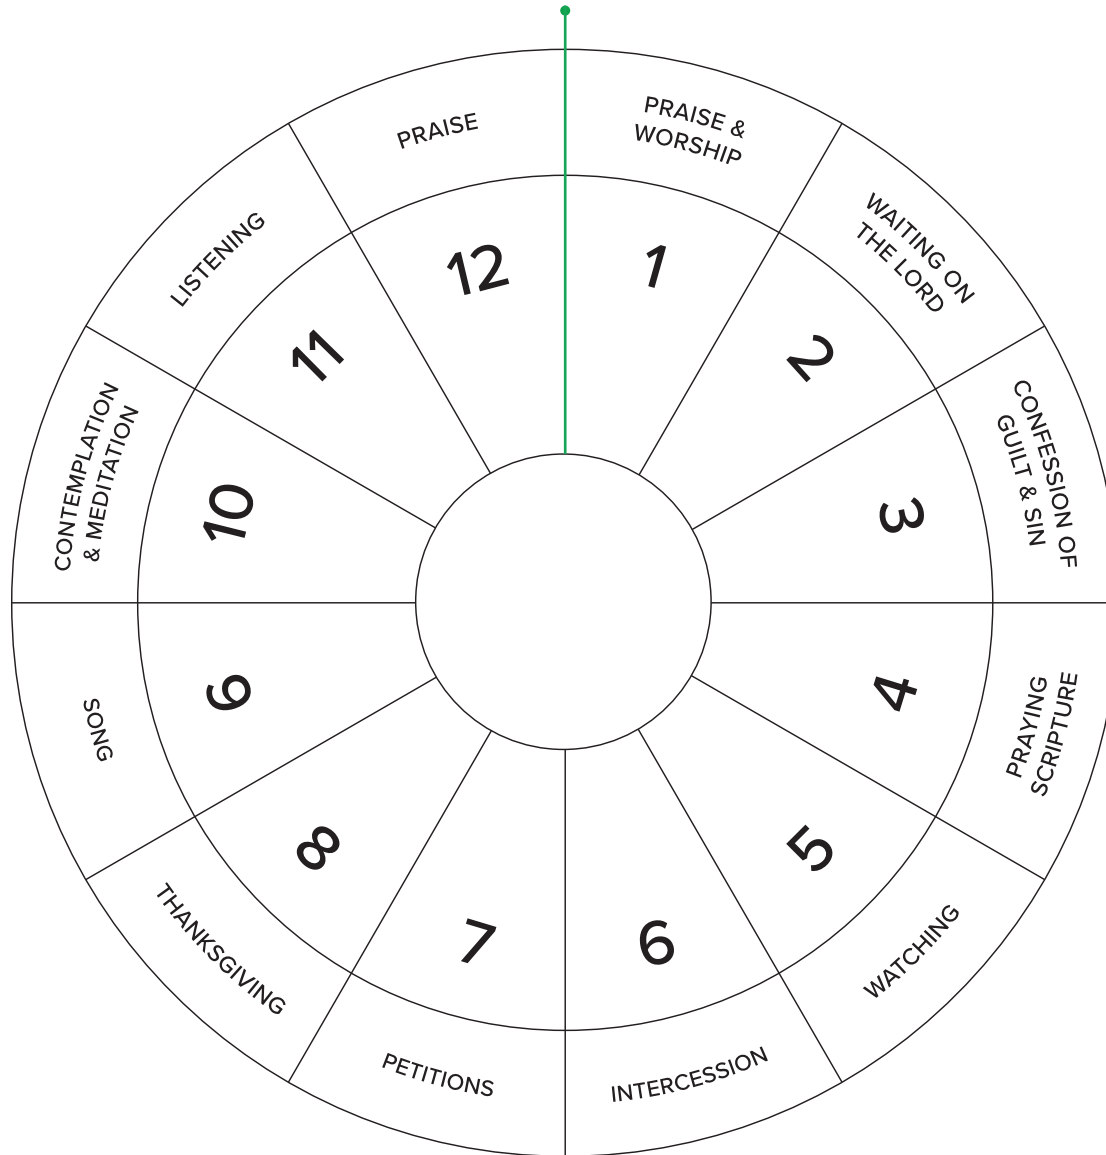 PRAISE &
WORSHIP
1
WAITING ON
THE LORD
2
CONFESSION OF
GUILT & SIN
3
PRAYING
SCRIPTURE
4
WATCHING
5
INTERCESSION
6
PETITIONS
7
THANKSGIVING
8
SONG
9
CONTEMPLATION
& MEDITATION
10
LISTENING
11
PRAISE
12